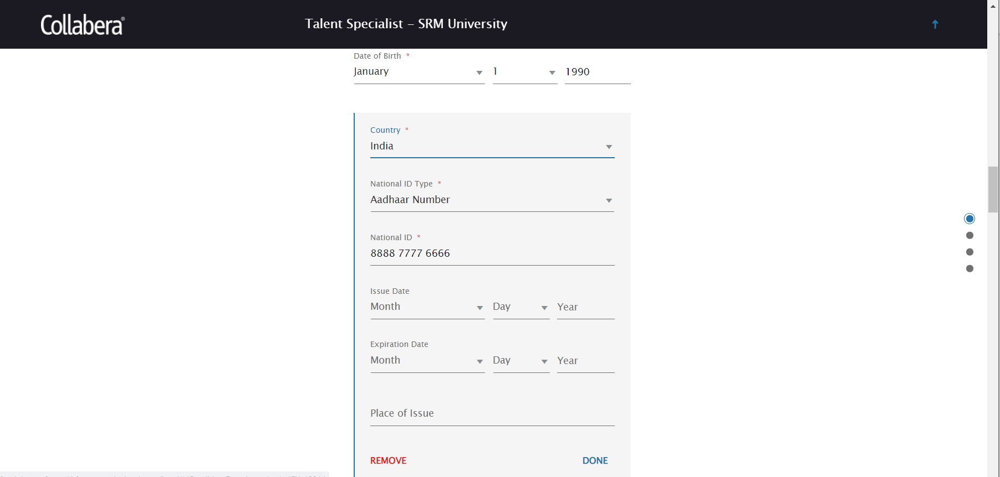 Collabera®
Talent Specialist – SRM University
Date of Birth *
January 1 1990
Country *
India
National ID Type *
Aadhaar Number
National ID *
8888 7777 6666
Issue Date
Month Day Year
Expiration Date
Month Day Year
Place of Issue
REMOVE DONE